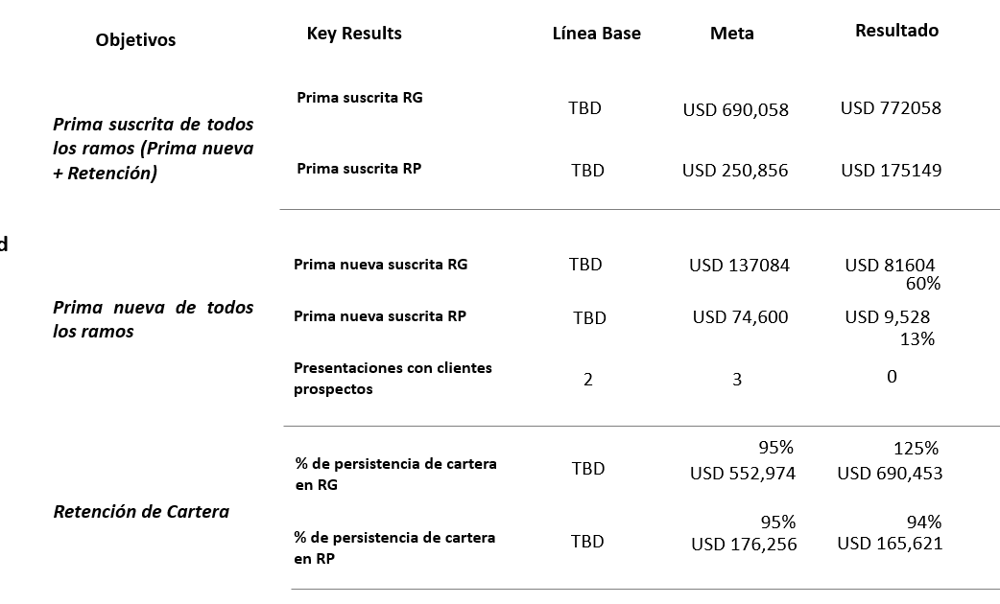 Objetivos
Key Results
Línea Base
Meta
Resultado
Prima suscrita de todos
los ramos (Prima nueva
+ Retención)
Prima suscrita RG
TBD
USD 690,058
USD 772058
Prima suscrita RP
TBD
USD 250,856
USD 175149
d
Prima nueva de todos
los ramos
Prima nueva suscrita RG
TBD
USD 137084
USD 81604
60%
Prima nueva suscrita RP
TBD
USD 74,600
USD 9,528
13%
Presentaciones con clientes
prospectos
2
3
0
Retención de Cartera
% de persistencia de cartera
en RG
TBD
95%
USD 552,974
125%
USD 690,453
% de persistencia de cartera
en RP
TBD
95%
USD 176,256
94%
USD 165,621